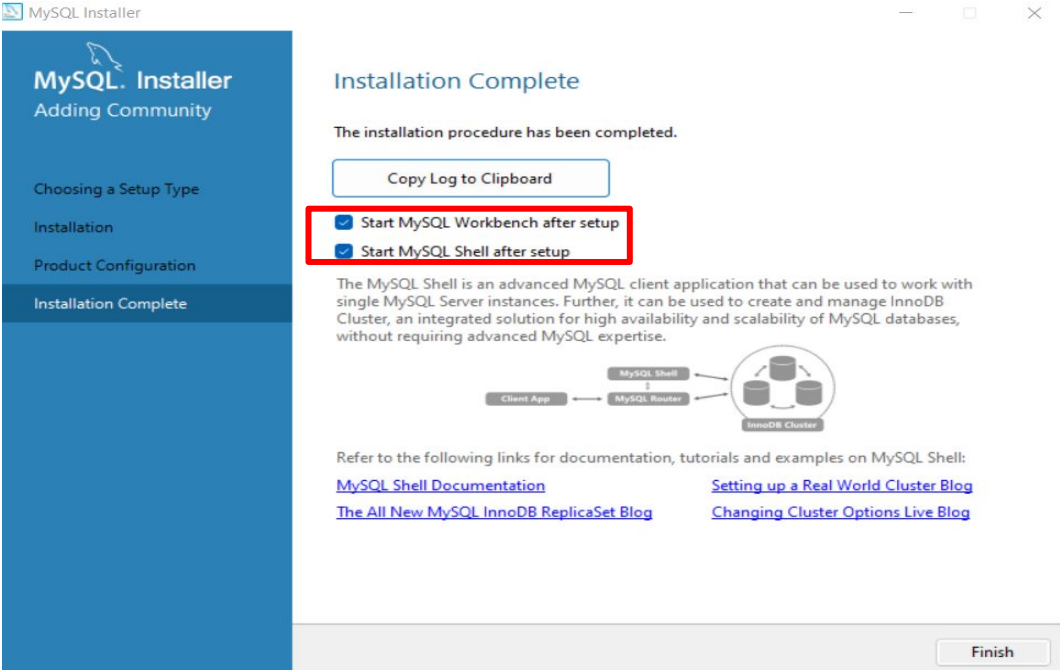 MySQL Installer
MySQL. Installer
Adding Community
Choosing a Setup Type
Installation
Product Configuration
Installation Complete
Installation Complete
The installation procedure has been completed.
Copy Log to Clipboard
Start MySQL Workbench after setup
Start MySQL Shell after setup
The MySQL Shell is an advanced MySQL client application that can be used to work with
single MySQL Server instances. Further, it can be used to create and manage InnoDB
Cluster, an integrated solution for high availability and scalability of MySQL databases,
without requiring advanced MySQL expertise.
MySQL Shell
Client App
MySQL Router
InnoDB Cluster
Refer to the following links for documentation, tutorials and examples on MySQL Shell:
MySQL Shell Documentation
Setting up a Real World Cluster Blog
The All New MySQL InnoDB ReplicaSet Blog
Changing Cluster Options Live Blog
Finish